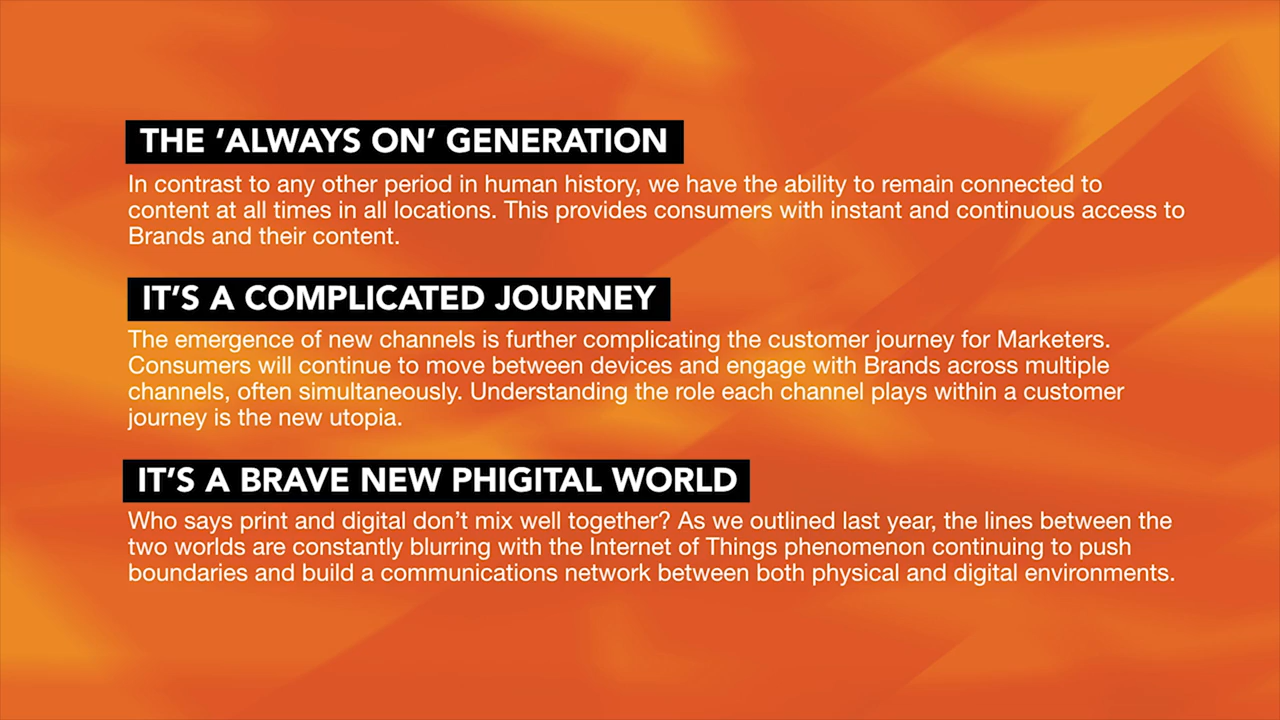 THE ‘ALWAYS ON’ GENERATION
In contrast to any other period in human history, we have the ability to remain connected to
content at all times in all locations. This provides consumers with instant and continuous access to
Brands and their content.
IT’S A COMPLICATED JOURNEY
The emergence of new channels is further complicating the customer journey for Marketers.
Consumers will continue to move between devices and engage with Brands across multiple
channels, often simultaneously. Understanding the role each channel plays within a customer
journey is the new utopia.
IT’S A BRAVE NEW PHIGITAL WORLD
Who says print and digital don’t mix well together? As we outlined last year, the lines between the
two worlds are constantly blurring with the Internet of Things phenomenon continuing to push
boundaries and build a communications network between both physical and digital environments.